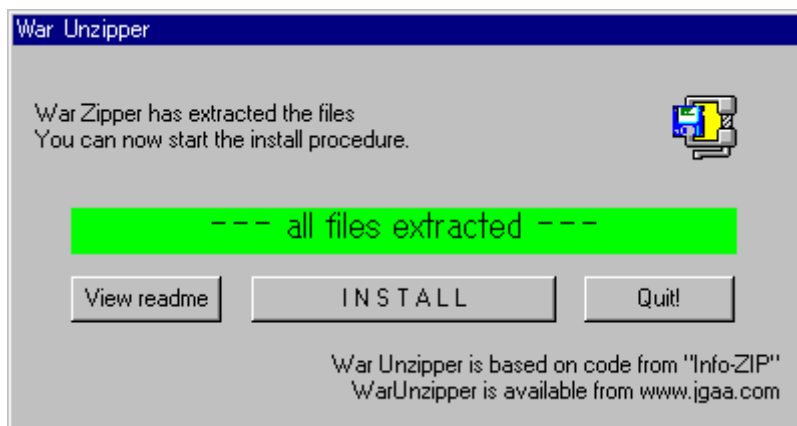 War Unzipper
War Zipper has extracted the files
You can now start the install procedure.
--- all files extracted ---
View readme
I N S T A L L
Quit!
War Unzipper is based on code from "Info-ZIP"
WarUnzipper is available from www.jgaa.com